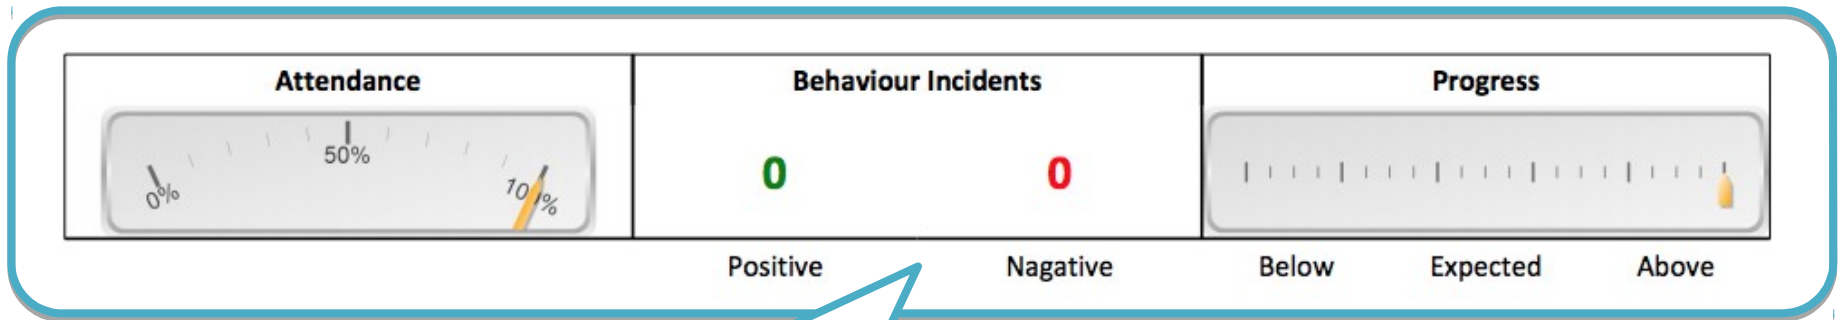 Attendance Behaviour Incidents Progress
50%
0% 100% 0 0
Positive Nagative Below Expected Above